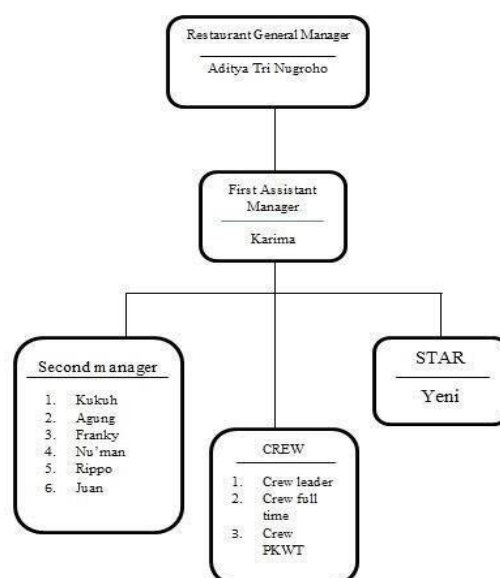 Restaurant General Manager
Aditya Tri Nugroho
First Assistant
Manager
Karima
Second manager
1. Kukuh
2. Agung
3. Franky
4. Nu'man
5. Rippo
6. Juan
CREW
1. Crew leader
2. Crew full
time
3. Crew
PKWT
STAR
Yeni